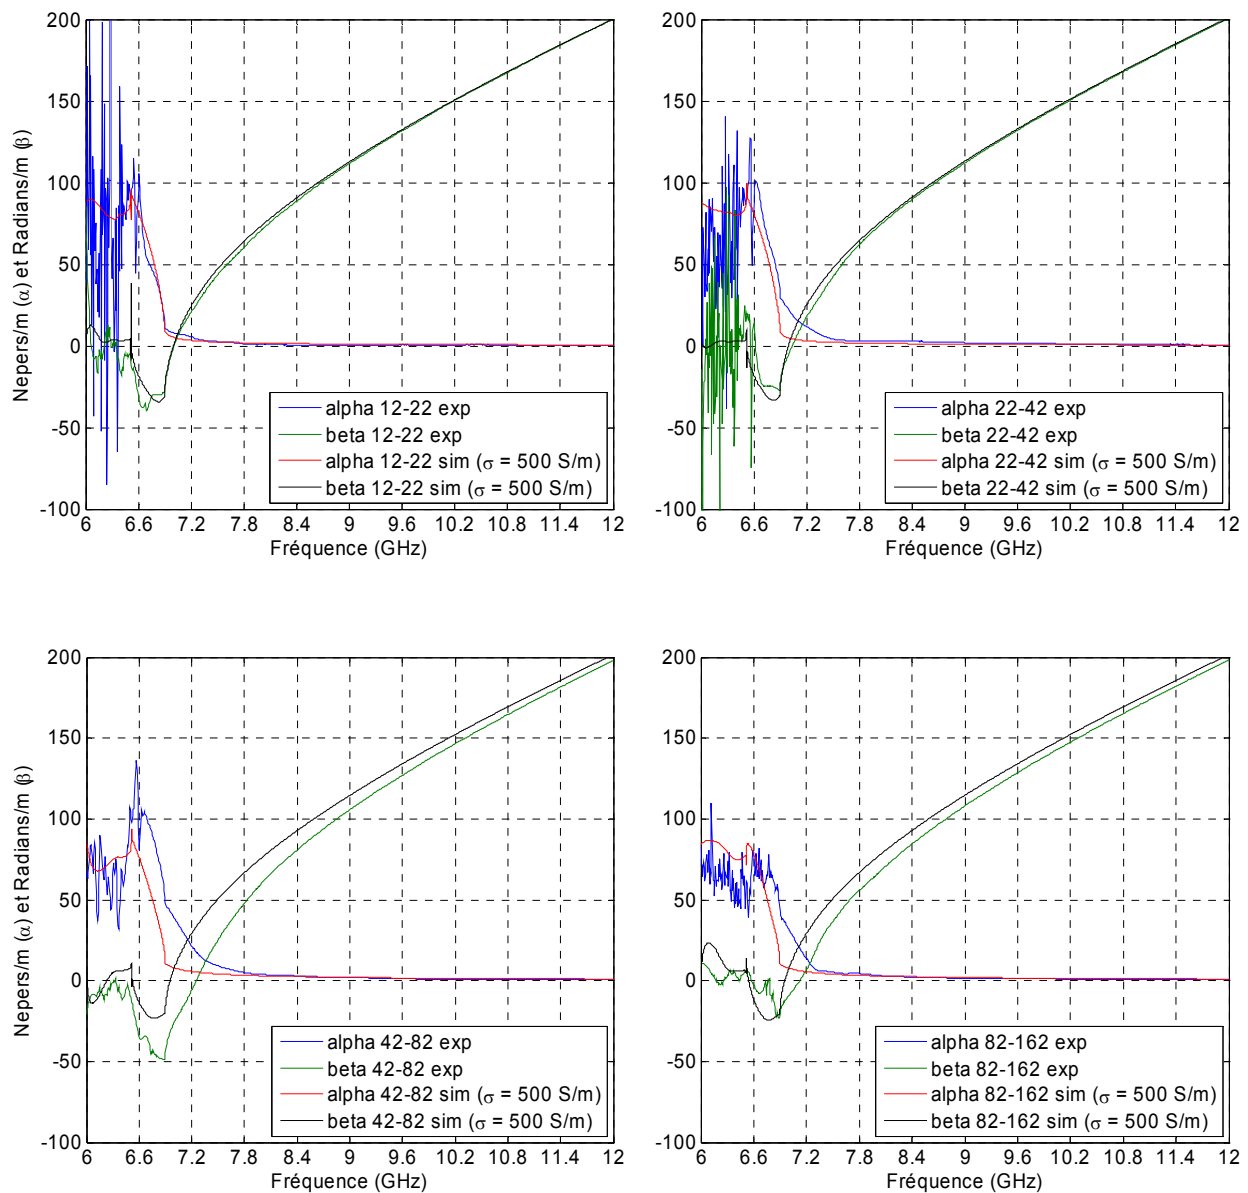 200
150
100
50
0
-50
-100
Nepers/m (α) et Radians/m (β)
alpha 12-22 exp
beta 12-22 exp
alpha 12-22 sim (σ = 500 S/m)
beta 12-22 sim (σ = 500 S/m)
6 6.6 7.2 7.8 8.4 9 9.6 10.2 10.8 11.4 12
Fréquence (GHz)
200
150
100
50
0
-50
-100
alpha 22-42 exp
beta 22-42 exp
alpha 22-42 sim (σ = 500 S/m)
beta 22-42 sim (σ = 500 S/m)
6 6.6 7.2 7.8 8.4 9 9.6 10.2 10.8 11.4 12
Fréquence (GHz)
200
150
100
50
0
-50
-100
Nepers/m (α) et Radians/m (β)
alpha 42-82 exp
beta 42-82 exp
alpha 42-82 sim (σ = 500 S/m)
beta 42-82 sim (σ = 500 S/m)
6 6.6 7.2 7.8 8.4 9 9.6 10.2 10.8 11.4 12
Fréquence (GHz)
200
150
100
50
0
-50
-100
alpha 82-162 exp
beta 82-162 exp
alpha 82-162 sim (σ = 500 S/m)
beta 82-162 sim (σ = 500 S/m)
6 6.6 7.2 7.8 8.4 9 9.6 10.2 10.8 11.4 12
Fréquence (GHz)